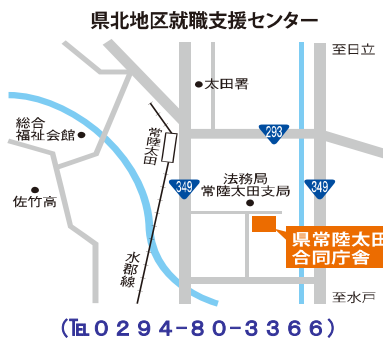 県北地区就職支援センター
至日立
太田署
293
総合
福祉会館
常陸太田
法務局
常陸太田支局
349
349
佐竹高
県常陸太田
合同庁舎
水郡線
至水戸
(℡０２９４−８０−３３６６)